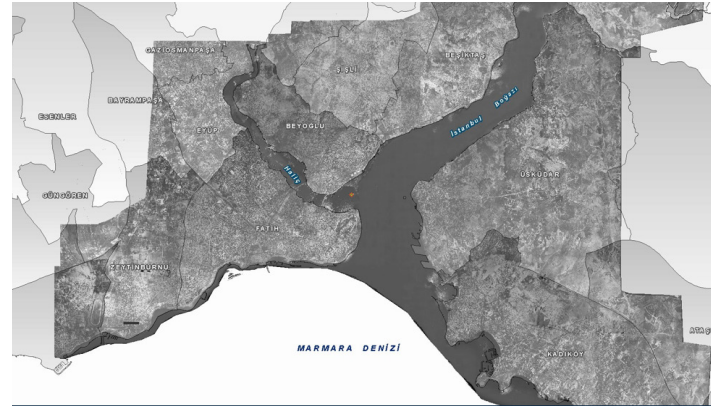 GAZİOSMANPAŞA
BEŞİKTAŞ
ŞİŞLİ
BAYRAMPAŞA
ESENLER
İstanbul Boğazı
BEYOĞLU
EYÜP
Haliç
ÜSKÜDAR
GÜNGÖREN
FATİH
ZEYTİNBURNU
MARMARA DENİZİ
KADIKÖY